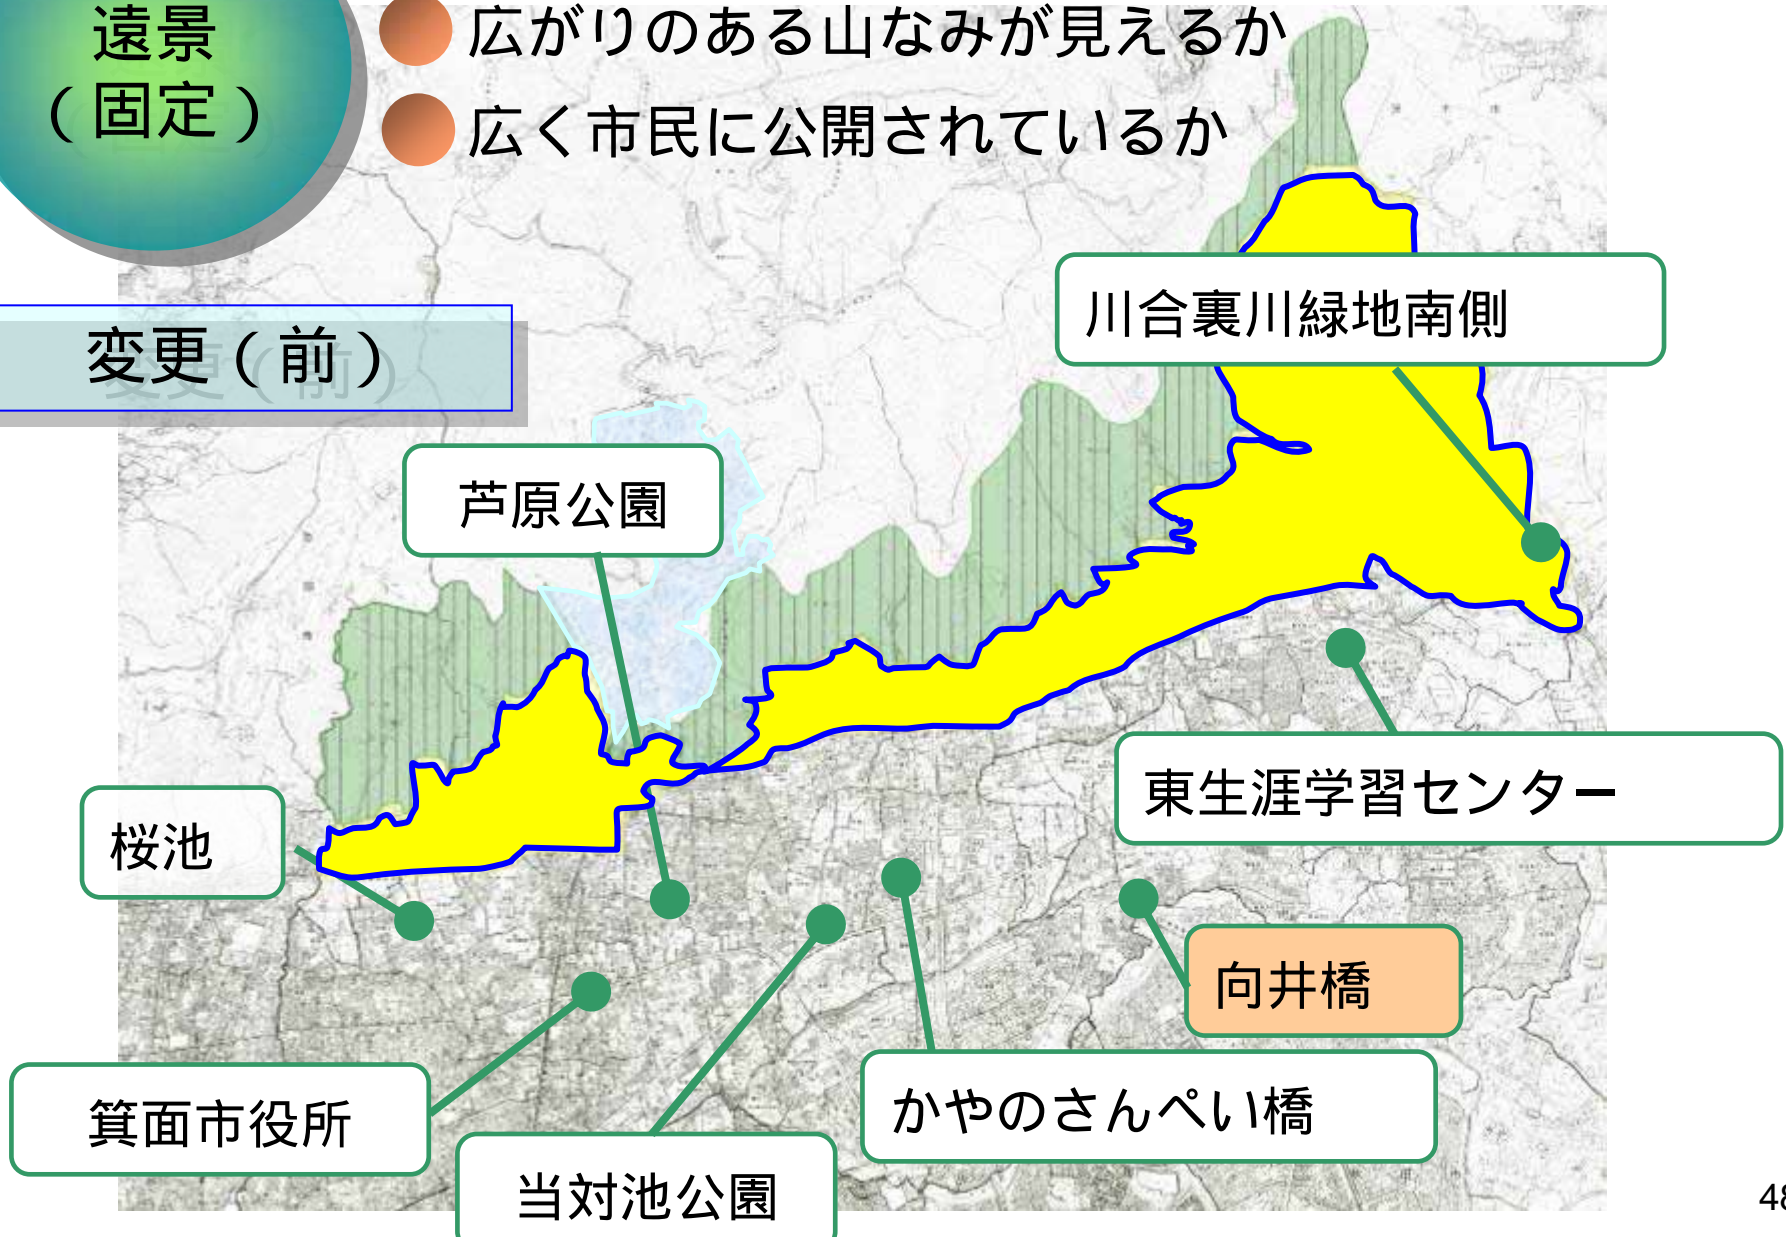 遠景
（固定）
広がりのある山なみが見えるか
広く市民に公開されているか
変更（前）
川合裏川緑地南側
芦原公園
東生涯学習センター
桜池
向井橋
かやのさんぺい橋
箕面市役所
当対池公園
48